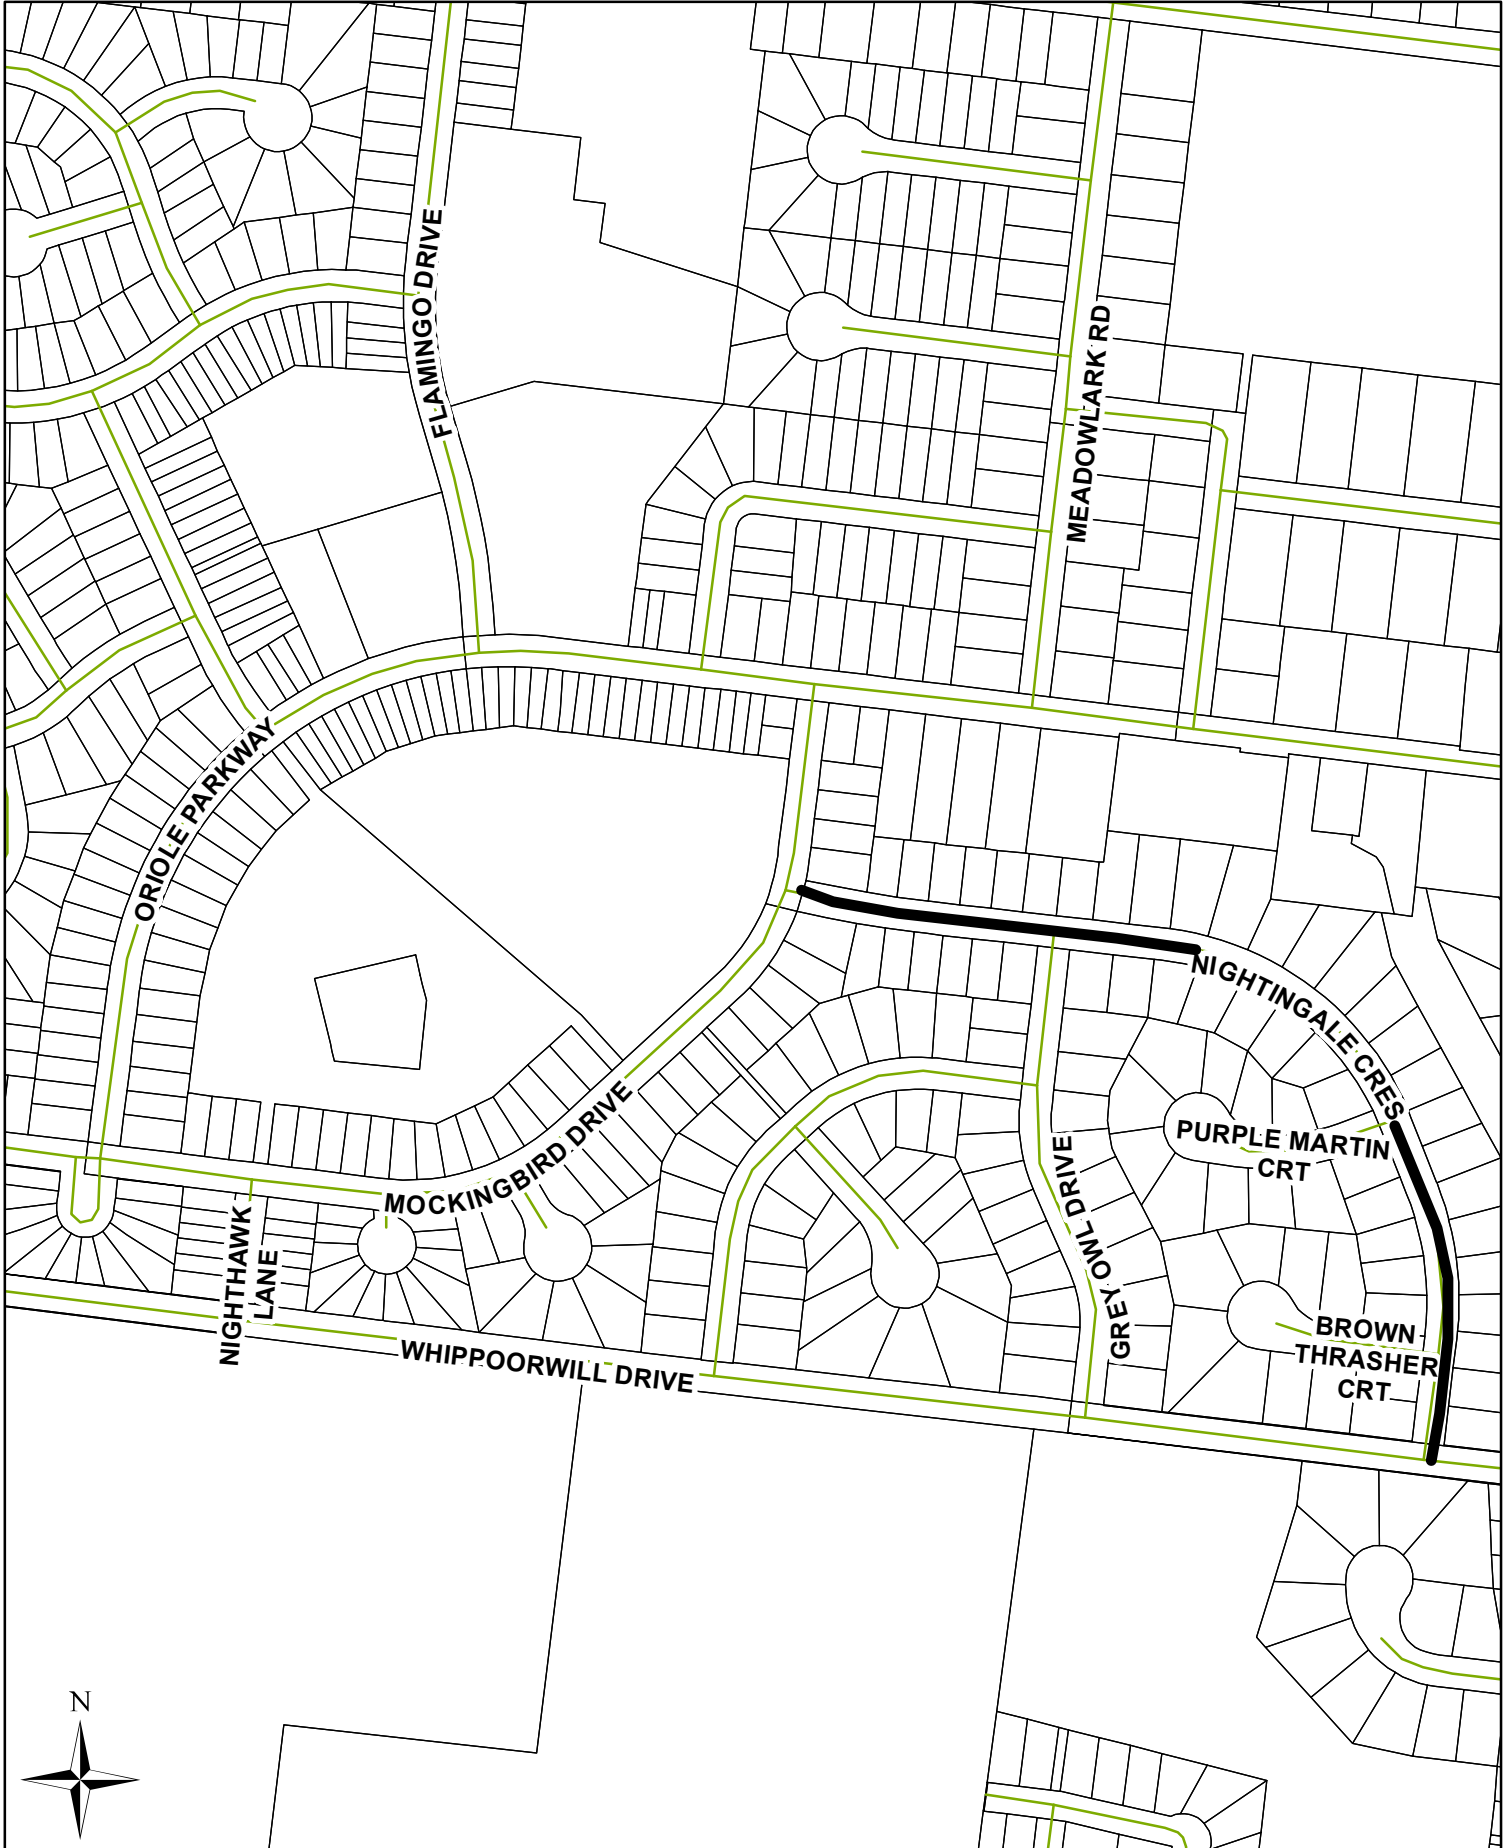 FLAMINGO DRIVE
MEADOWLARK RD
ORIOLE PARKWAY
NIGHTINGALE CRES
PURPLE MARTIN
CRT
MOCKINGBIRD DRIVE
GREY OWL DRIVE
NIGHTHAWK
LANE
BROWN
THRASHER
CRT
WHIPPOORWILL DRIVE
N